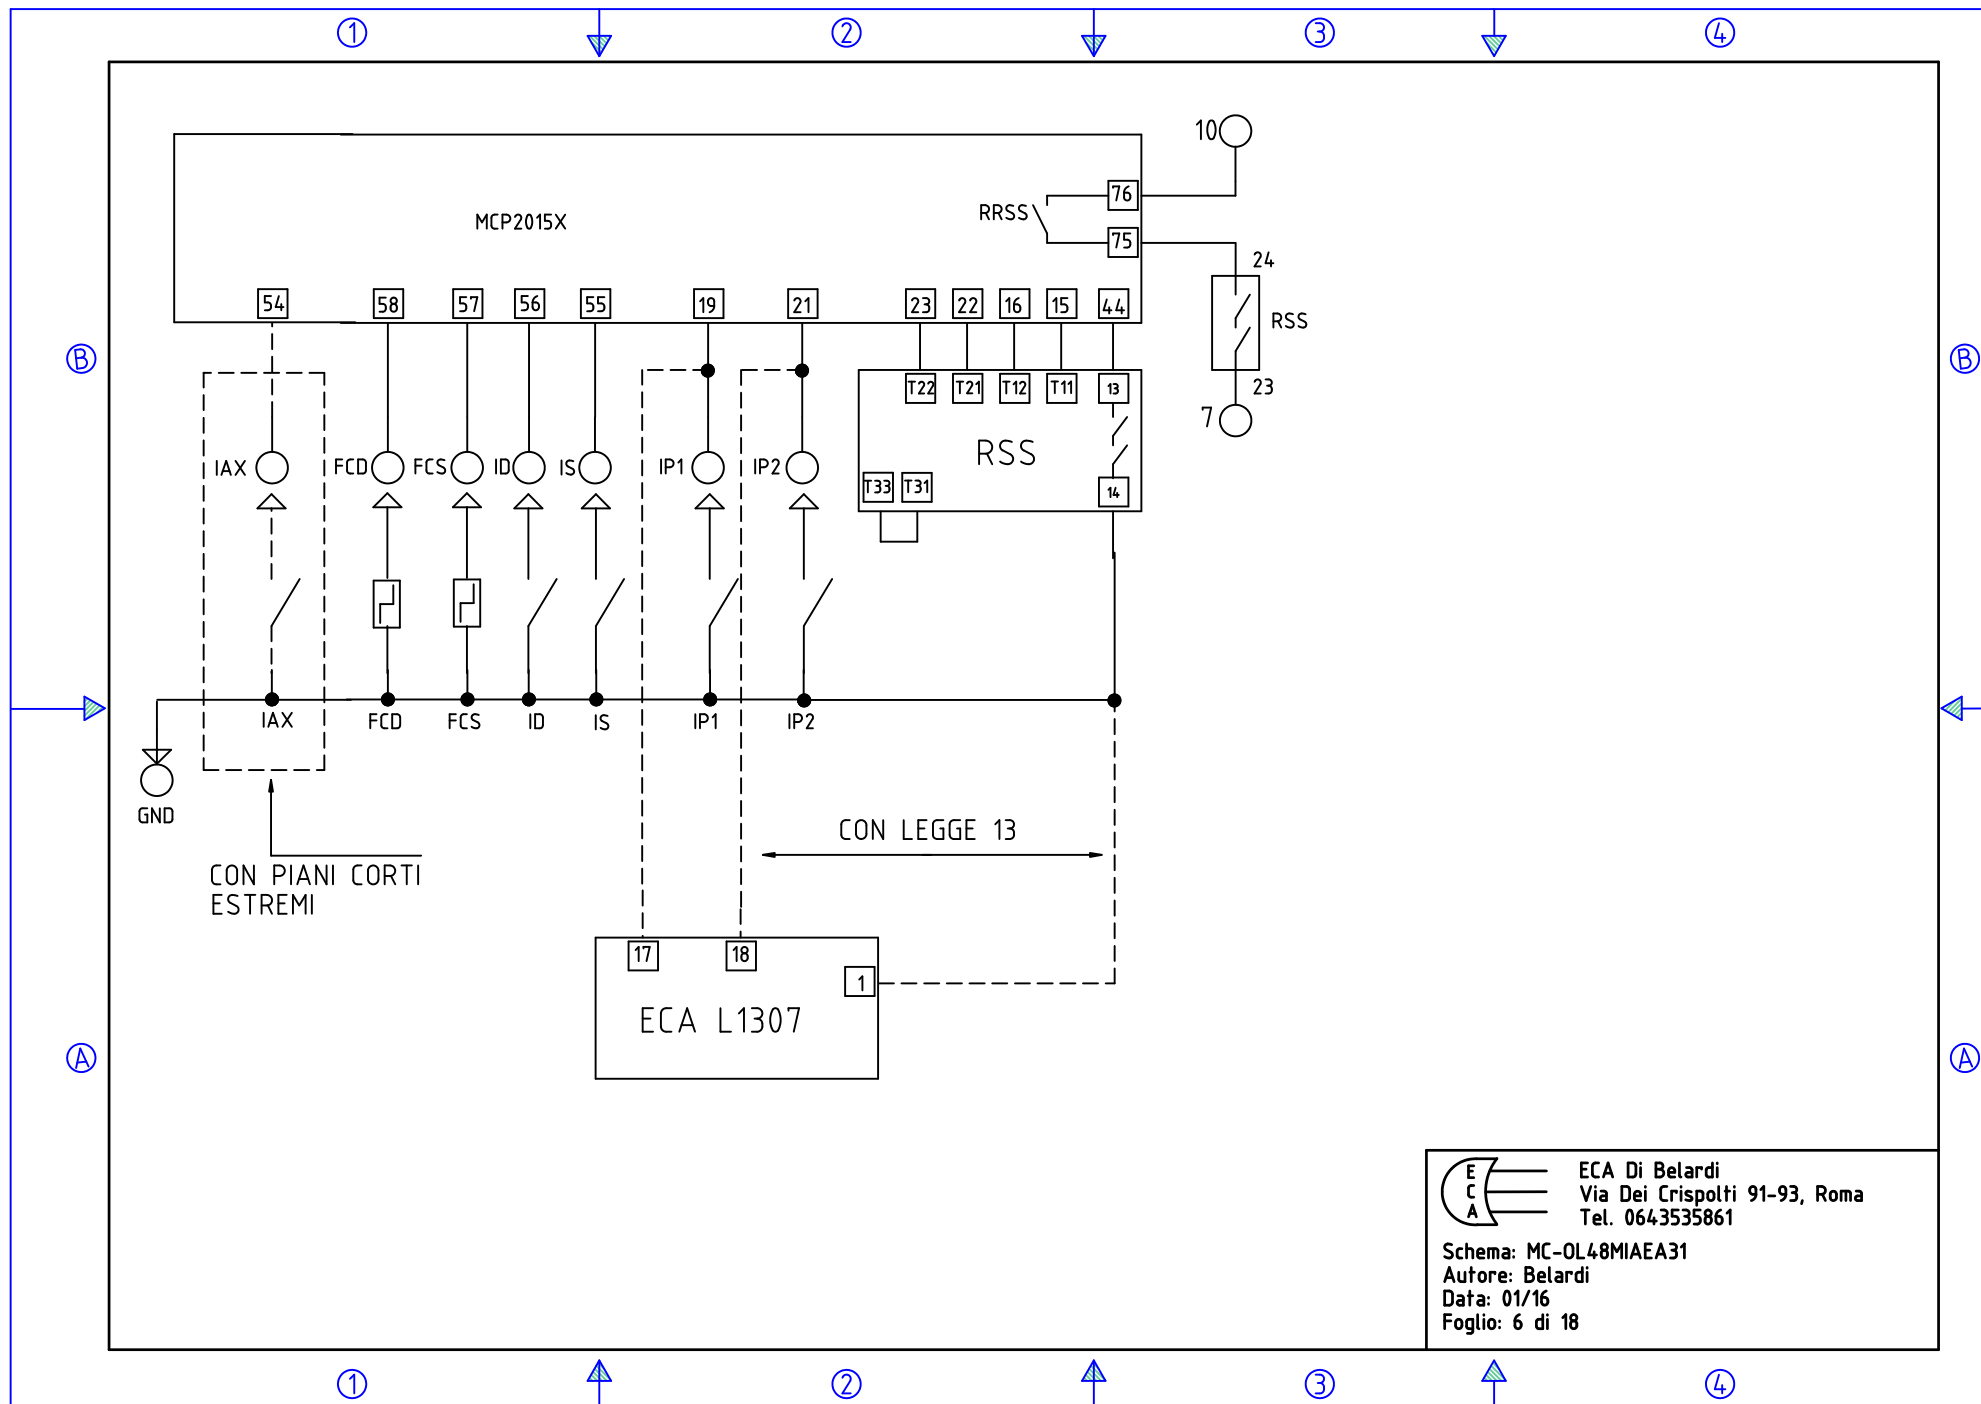 1 2 3 4
10
76
RRSS
MCP2015X
75
24
54 58 57 56 55 19 21 23 22 16 15 44
RSS
B B
T22 T21 T12 T11 13
23
7
RSS
IAX FCD FCS ID IS IP1 IP2
T33 T31 14
IAX FCD FCS ID IS IP1 IP2
GND
CON LEGGE 13
CON PIANI CORTI
ESTREMI
17 18
1
ECA L1307
A A
E
C
A
ECA Di Belardi
Via Dei Crispolti 91-93, Roma
Tel. 0643535861
Schema: MC-OL48MIAEA31
Autore: Belardi
Data: 01/16
Foglio: 6 di 18
1 2 3 4